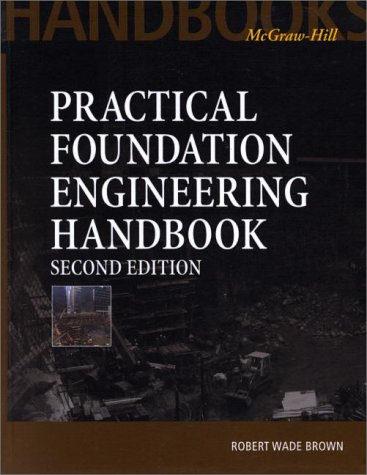 HANDBOOKS
McGraw-Hill
PRACTICAL
FOUNDATION
ENGINEERING
HANDBOOK
SECOND EDITION
ROBERT WADE BROWN